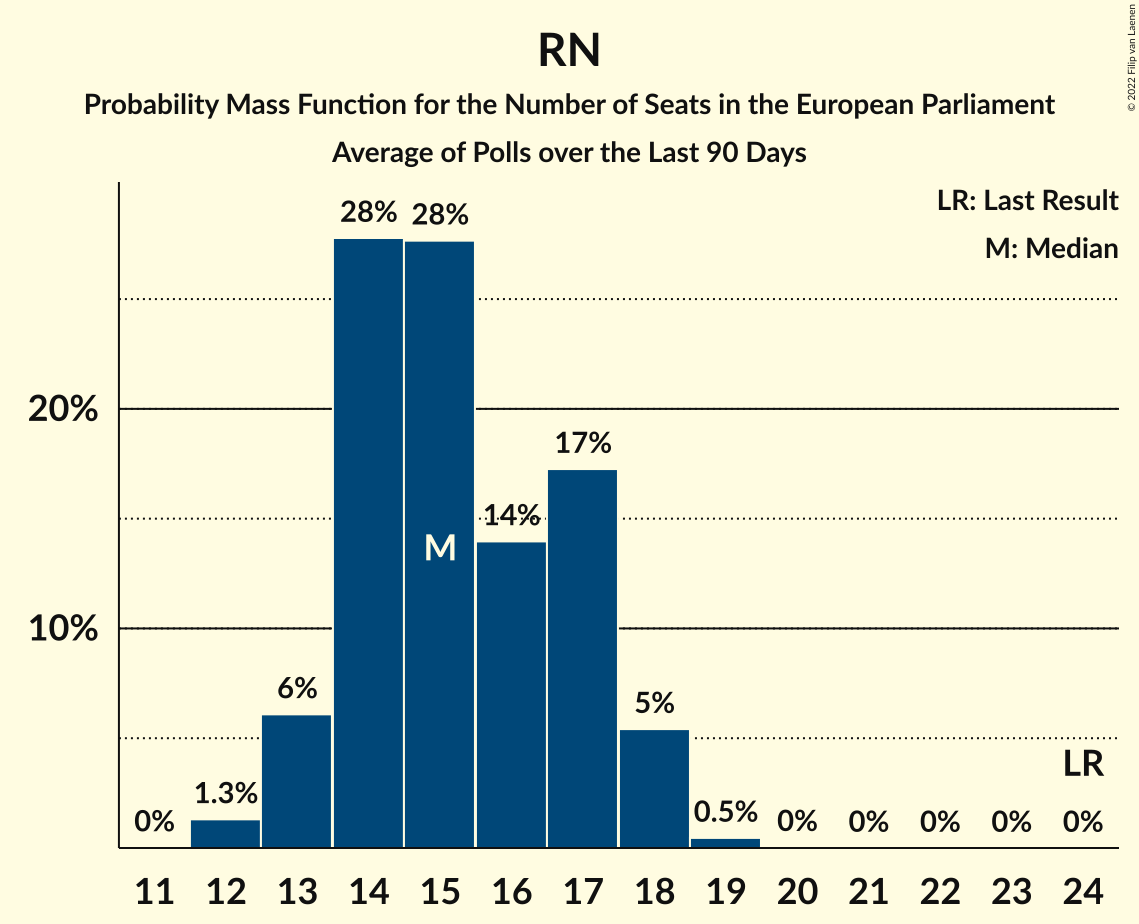 © 2022 Filip van Laenen
RN
Probability Mass Function for the Number of Seats in the European Parliament
Average of Polls over the Last 90 Days
LR: Last Result
M: Median
28% 28%
20%
17%
14%
M
10%
6%
5%
LR
1.3%
0.5%
0% 0% 0% 0% 0% 0%
11 12 13 14 15 16 17 18 19 20 21 22 23 24